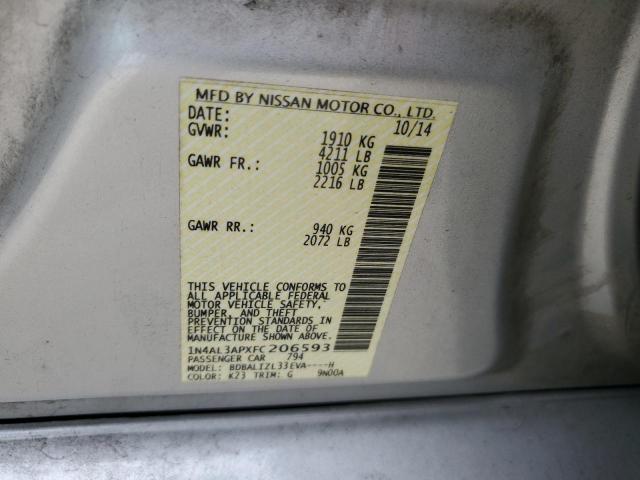 MFD BY NISSAN MOTOR CO., LTD.
DATE: 10/14
GVWR: 1910 KG
4211 LB
GAWR FR.: 1005 KG
2216 LB
GAWR RR.: 940 KG
2072 LB
THIS VEHICLE CONFORMS TO
ALL APPLICABLE FEDERAL
MOTOR VEHICLE SAFETY,
BUMPER, AND THEFT
PREVENTION STANDARDS
IN EFFECT ON THE DATE OF
MANUFACTURE SHOWN ABOVE.
1N4AL3APXFC206593
PASSENGER CAR 794
MODEL: BDBALIZL33EVA----H
COLOR: K23 TRIM: G 9N00A